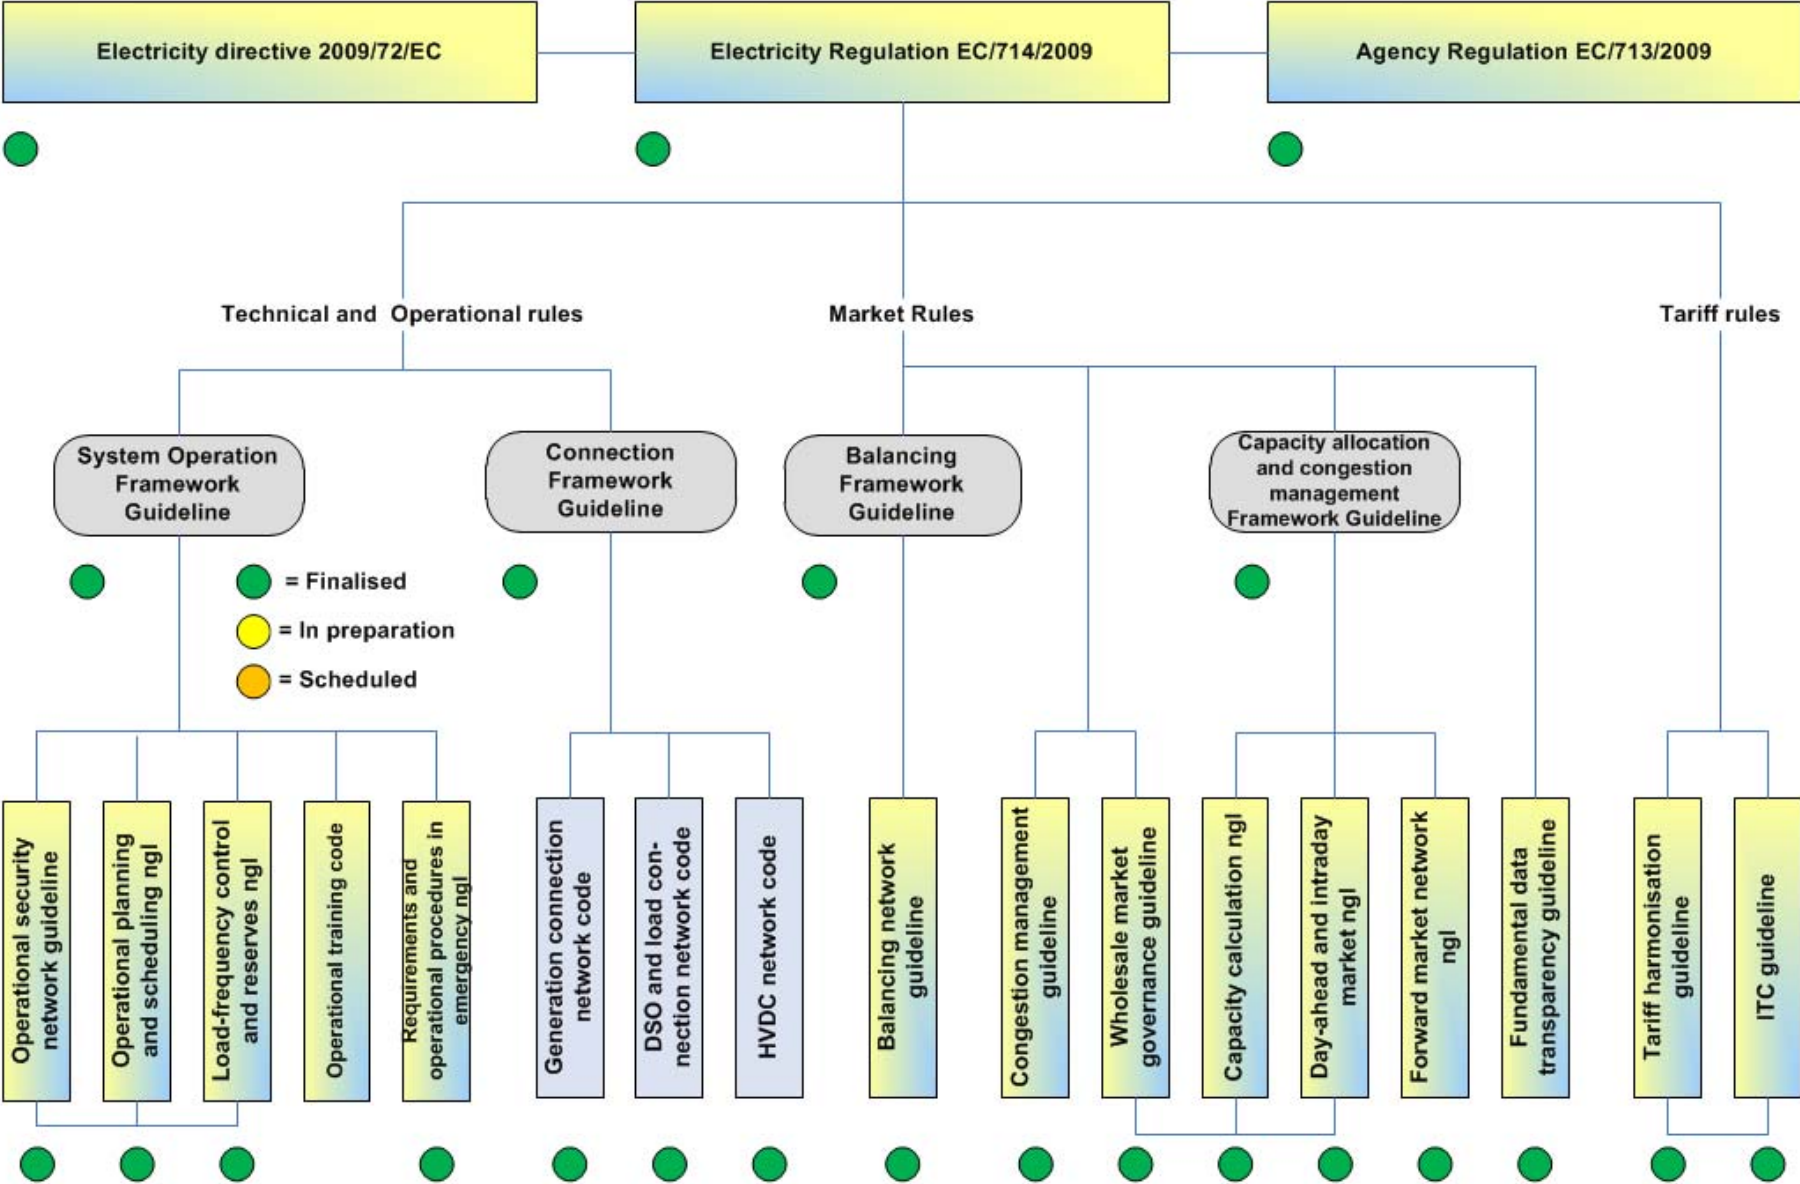 Electricity directive 2009/72/EC
Electricity Regulation EC/714/2009
Agency Regulation EC/713/2009
Technical and Operational rules
Market Rules
Tariff rules
System Operation
Framework
Guideline
Connection
Framework
Guideline
Balancing
Framework
Guideline
Capacity allocation
and congestion
management
Framework Guideline
= Finalised
= In preparation
= Scheduled
Operational security
network guideline
Operational planning
and scheduling ngl
Load-frequency control
and reserves ngl
Operational training code
Requirements and
operational procedures in
emergency ngl
Generation connection
network code
DSO and load con-
nection network code
HVDC network code
Balancing network
guideline
Congestion management
guideline
Wholesale market
governance guideline
Capacity calculation ngl
Day-ahead and intraday
market ngl
Forward market network
ngl
Fundamental data
transparency guideline
Tariff harmonisation
guideline
ITC guideline